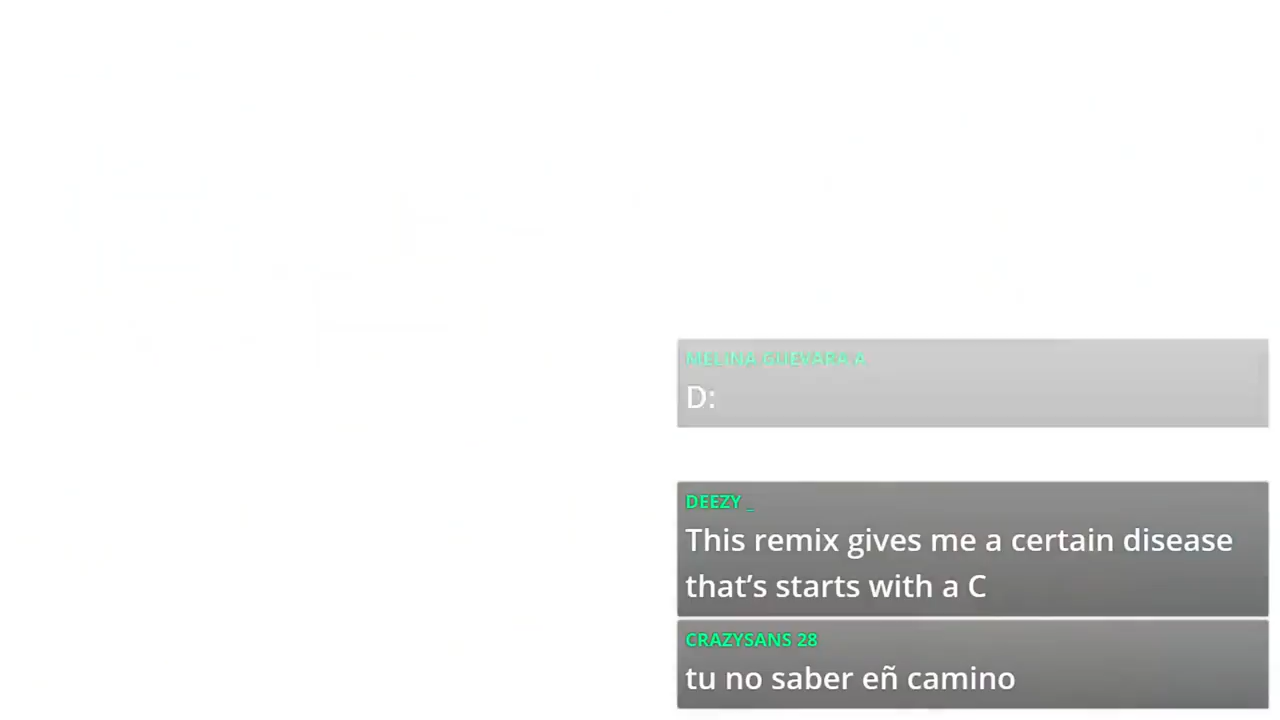 MELINA GUEVARA A
D:
DEEZY _
This remix gives me a certain disease
that’s starts with a C
CRAZYSANS 28
tu no saber eñ camino